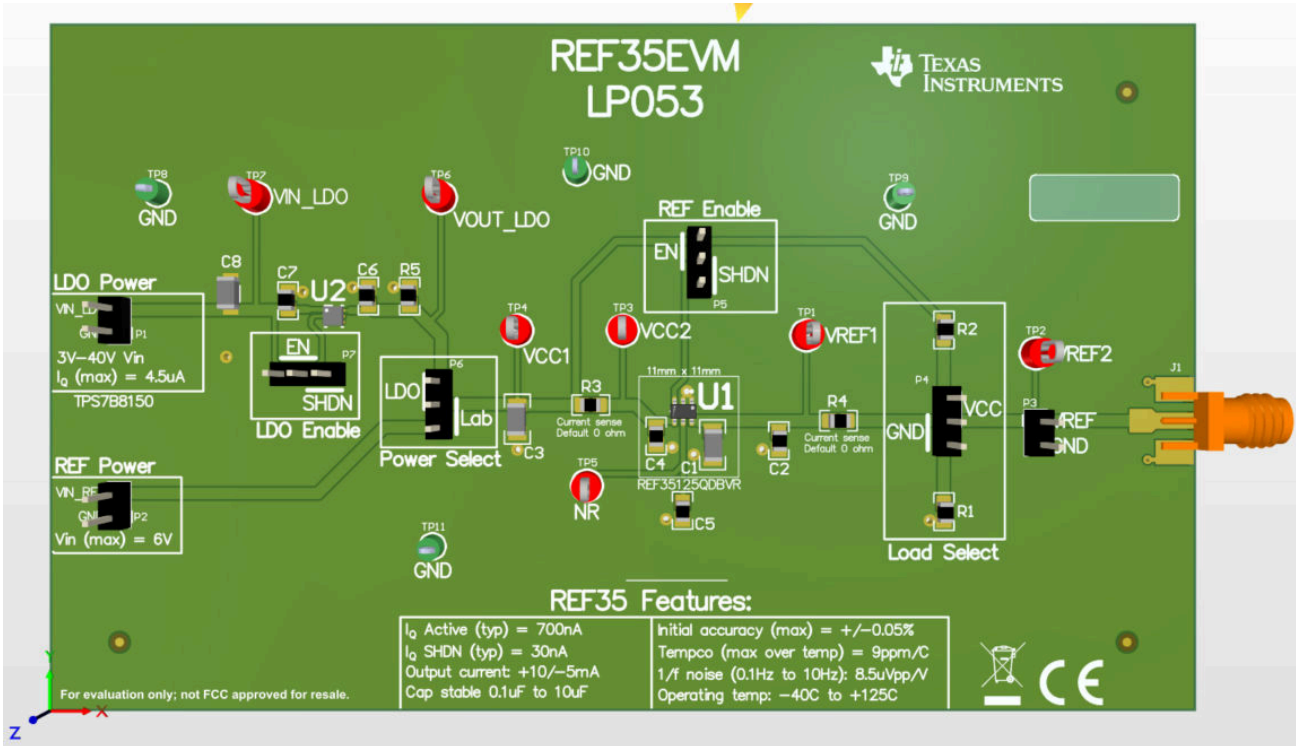 REF35EVM
LP053
TEXAS
INSTRUMENTS
TP8
GND
TP7
VIN_LDO
TP6
VOUT_LDO
TP10
GND
TP9
GND
REF Enable
EN
SHDN
P5
LDO Power
P1
3V-40V Vin
IQ (max) = 4.5uA
TPS7B8150
C8
C7
U2
C6
R5
EN
P7
SHDN
LDO Enable
TP4
VCC1
TP3
VCC2
TP1
VREF1
TP2
VREF2
P6
LDO
Lab
Power Select
C3
R3
Current sense
Default 0 ohm
11mm x 11mm
U1
C4
C1
REF35125QDBVR
C5
C2
R4
Current sense
Default 0 ohm
R2
P4
VCC
GND
R1
Load Select
P3
GND
J1
TP5
NR
REF Power
P2
Vin (max) = 6V
TP11
GND
REF35 Features:
IQ Active (typ) = 700nA
IQ SHDN (typ) = 30nA
Output current: +10/-5mA
Cap stable 0.1uF to 10uF
Initial accuracy (max) = +/-0.05%
Tempco (max over temp) = 9ppm/C
1/f noise (0.1Hz to 10Hz): 8.5uVpp/V
Operating temp: -40C to +125C
CE
For evaluation only; not FCC approved for resale.
Y
X
Z